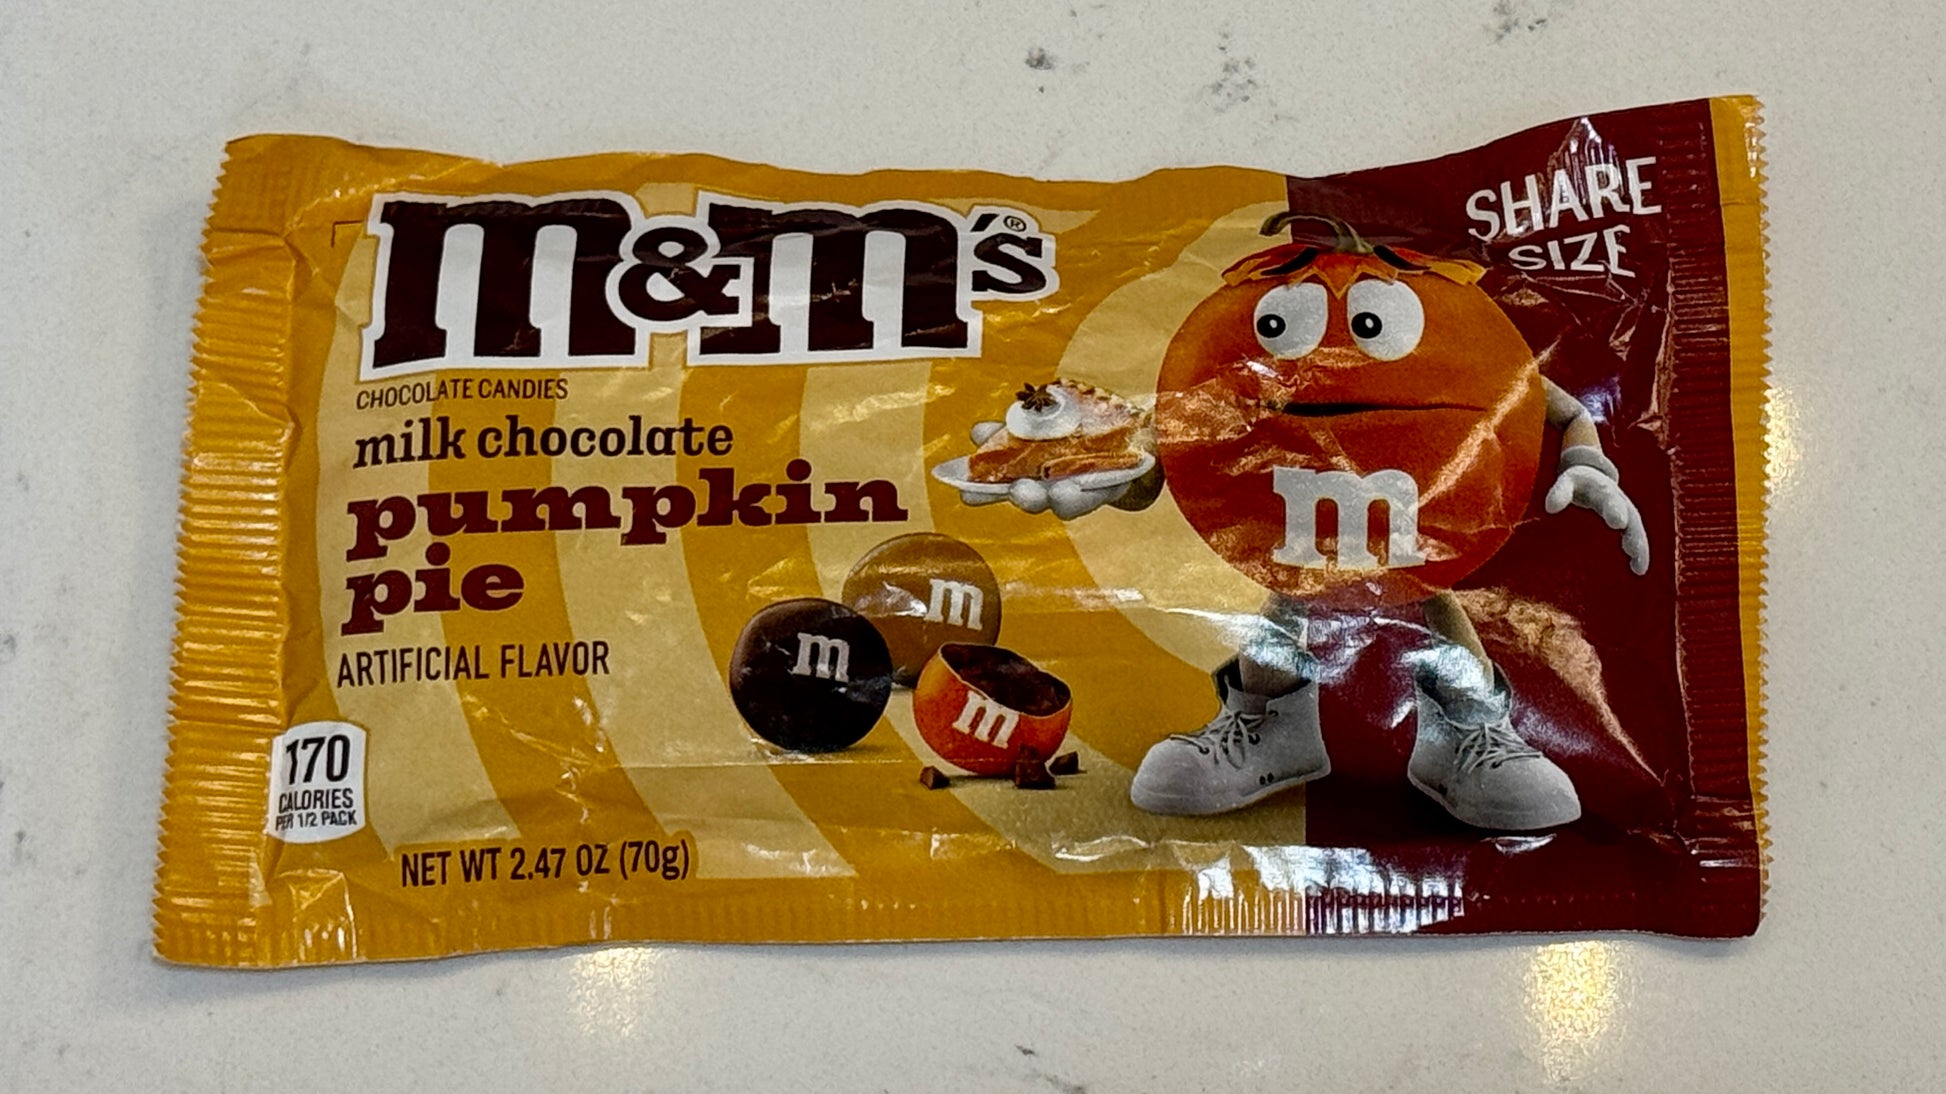 m&m's®
CHOCOLATE CANDIES
milk chocolate
pumpkin
pie
ARTIFICIAL FLAVOR
170
CALORIES
PER 1/2 PACK
NET WT 2.47 OZ (70g)
SHARE
SIZE
m
m
m
m